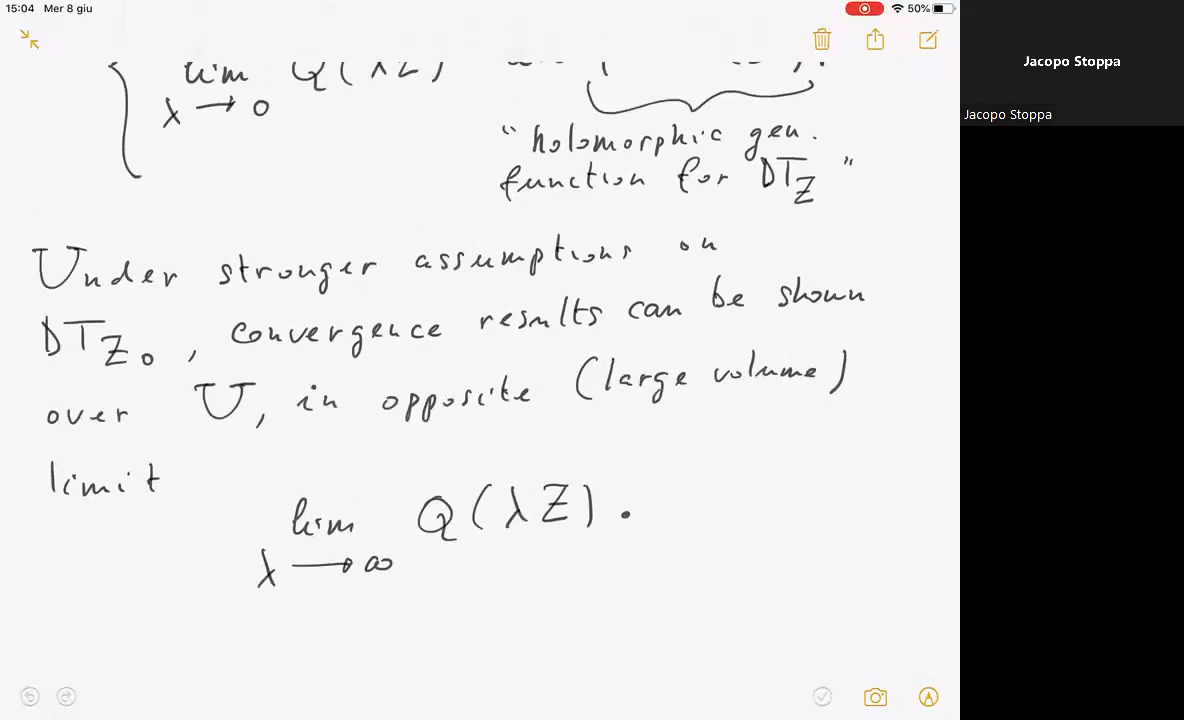 15:04 Mer 8 giu
50%
Jacopo Stoppa
Jacopo Stoppa
lim Q(λZ)
λ → 0
"holomorphic gen.
function for DT_Z"
Under stronger assumptions on
DT_Z₀, convergence results can be shown
over U, in opposite (large volume)
limit
lim Q(λZ).
λ → ∞